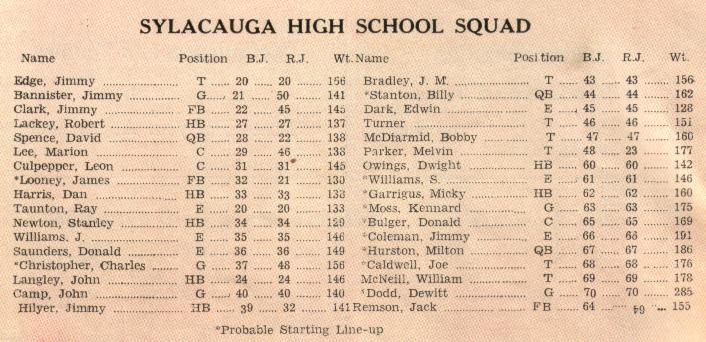 SYLACAUGA HIGH SCHOOL SQUAD
Name Position B.J. R.J. Wt. Name Position B.J. R.J. Wt.
Edge, Jimmy T 20 20 156 Bradley, J. M. T 43 43 156
Bannister, Jimmy G 21 50 141 *Stanton, Billy QB 44 44 162
Clark, Jimmy FB 22 45 145 Dark, Edwin E 45 45 128
Lackey, Robert HB 27 27 137 Turner T 46 46 151
Spence, David QB 28 22 138 McDiarmid, Bobby T 47 47 160
Lee, Marion C 29 46 138 Parker, Melvin T 48 23 177
Culpepper, Leon C 31 31 145 Owings, Dwight HB 60 60 142
*Looney, James FB 32 21 130 *Williams, S. E 61 61 146
Harris, Dan HB 33 33 138 *Garrigus, Micky HB 62 62 160
Taunton, Ray E 20 20 133 *Moss, Kennard G 63 63 175
Newton, Stanley HB 34 34 129 *Bulger, Donald C 65 65 169
Williams, J. E 35 35 146 *Coleman, Jimmy E 66 66 191
Saunders, Donald E 36 36 149 *Hurston, Milton QB 67 67 186
*Christopher, Charles G 37 48 156 *Caldwell, Joe T 68 68 176
Langley, John HB 24 24 146 McNeill, William T 69 69 178
Camp, John G 40 40 140 *Dodd, Dewitt G 70 70 285
Hilyer, Jimmy HB 39 32 141 Remson, Jack FB 64 64 155
*Probable Starting Line-up